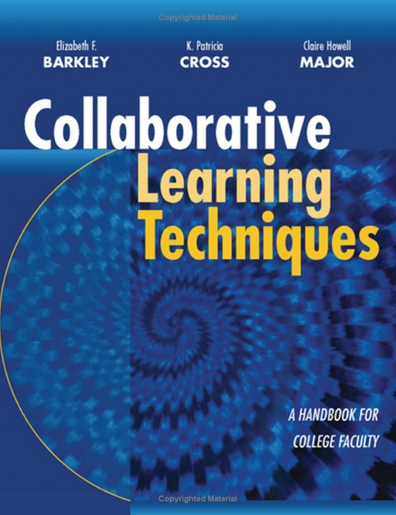 Copyrighted Material
Elizabeth F. K. Patricia Claire Howell
BARKLEY CROSS MAJOR
Collaborative
Learning
Techniques
A HANDBOOK FOR
COLLEGE FACULTY
Copyrighted Material